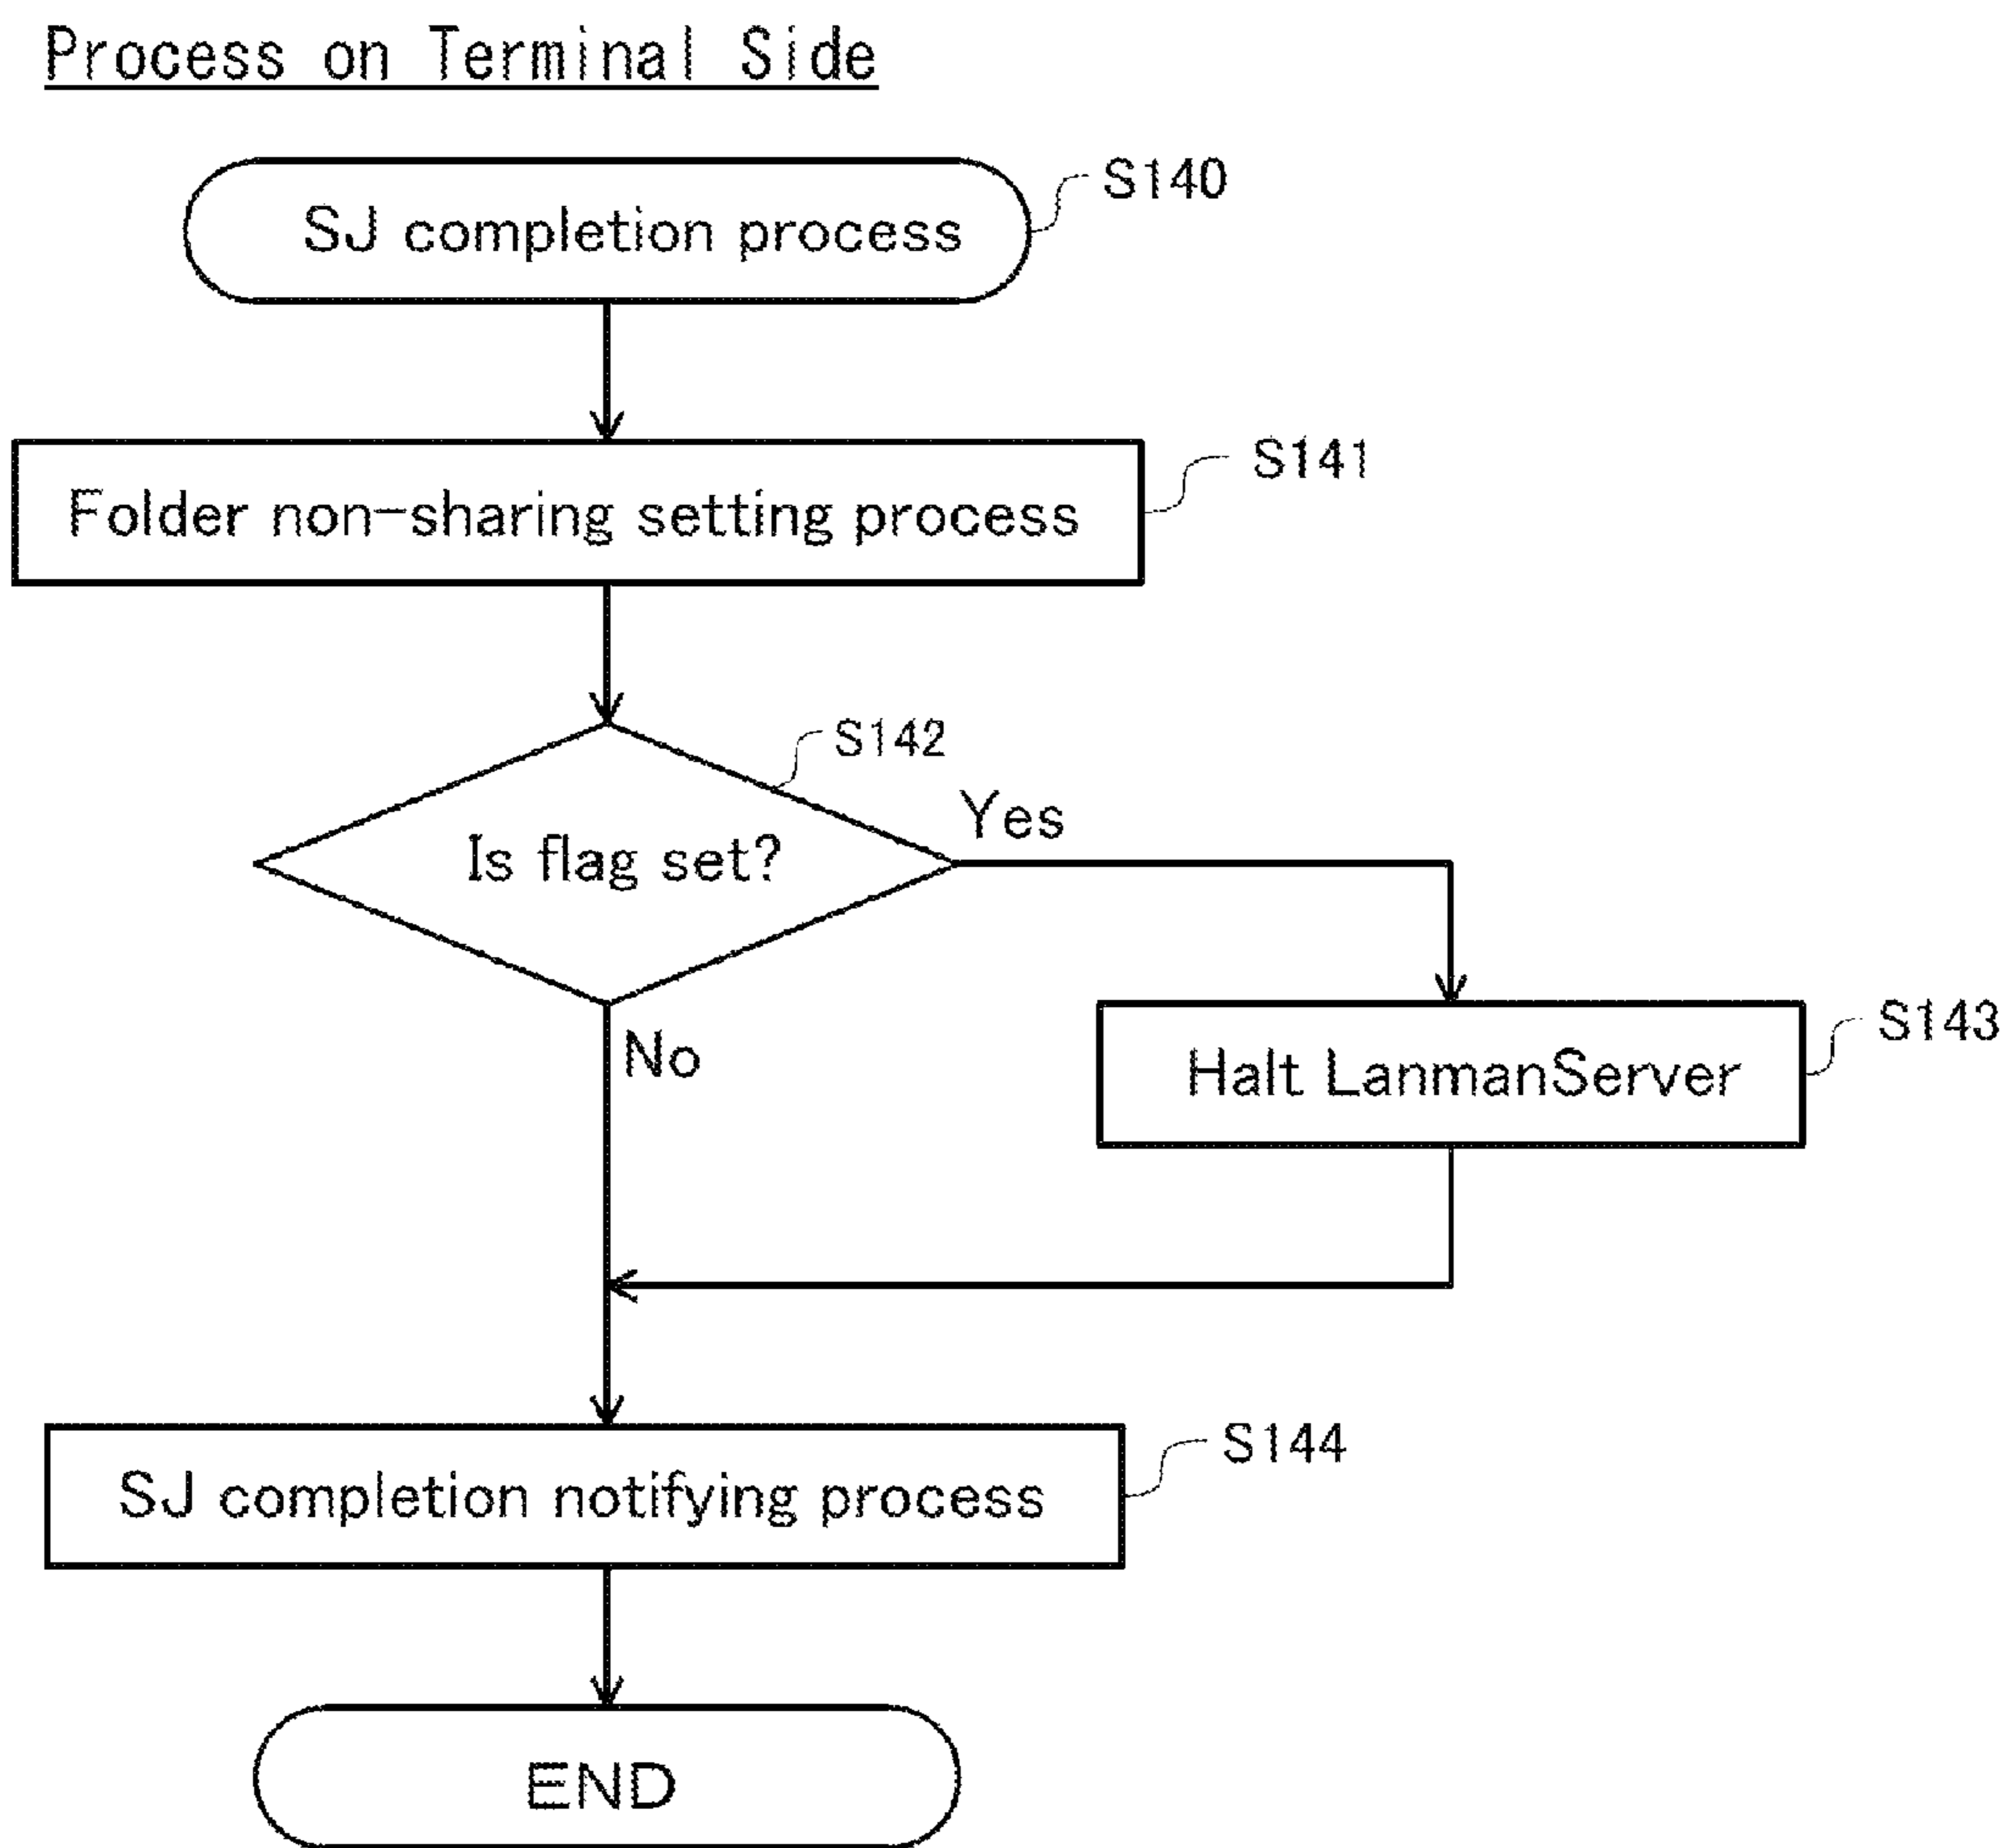 Process on Terminal Side
SJ completion process
S140
Folder non-sharing setting process
S141
S142
Is flag set?
Yes
No
Halt LanmanServer
S143
SJ completion notifying process
S144
END